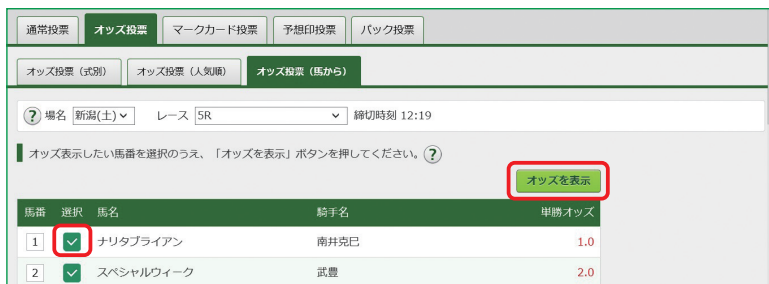 通常投票 オッズ投票 マークカード投票 予想印投票 パック投票
オッズ投票（式別） オッズ投票（人気順） オッズ投票（馬から）
? 場名 新潟(土) レース 5R 締切時刻 12:19
オッズ表示したい馬番を選択のうえ、「オッズを表示」ボタンを押してください。?
オッズを表示
馬番 選択 馬名 騎手名 単勝オッズ
1 ナリタブライアン 南井克巳 1.0
2 スペシャルウィーク 武豊 2.0